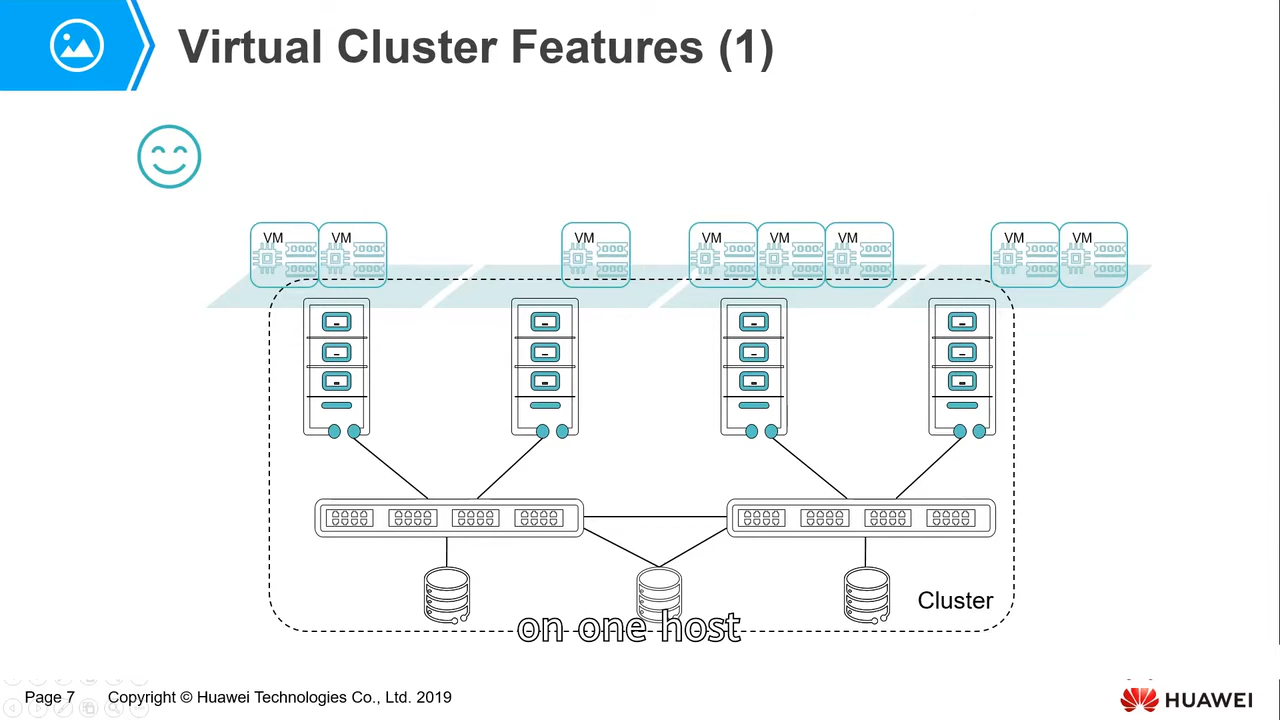 Virtual Cluster Features (1)
VM VM VM VM VM VM VM VM
Cluster
on one host
Page 7 Copyright © Huawei Technologies Co., Ltd. 2019
HUAWEI